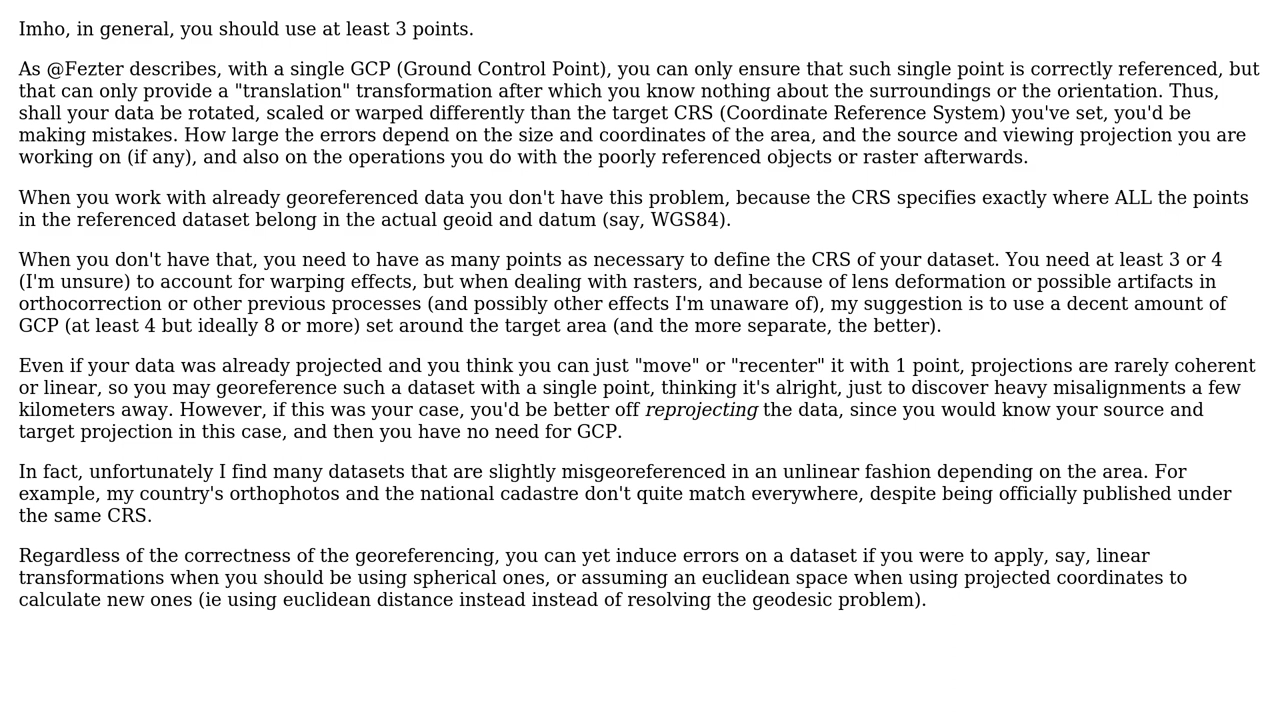 Imho, in general, you should use at least 3 points.
As @Fezter describes, with a single GCP (Ground Control Point), you can only ensure that such single point is correctly referenced, but
that can only provide a "translation" transformation after which you know nothing about the surroundings or the orientation. Thus,
shall your data be rotated, scaled or warped differently than the target CRS (Coordinate Reference System) you've set, you'd be
making mistakes. How large the errors depend on the size and coordinates of the area, and the source and viewing projection you are
working on (if any), and also on the operations you do with the poorly referenced objects or raster afterwards.
When you work with already georeferenced data you don't have this problem, because the CRS specifies exactly where ALL the points
in the referenced dataset belong in the actual geoid and datum (say, WGS84).
When you don't have that, you need to have as many points as necessary to define the CRS of your dataset. You need at least 3 or 4
(I'm unsure) to account for warping effects, but when dealing with rasters, and because of lens deformation or possible artifacts in
orthocorrection or other previous processes (and possibly other effects I'm unaware of), my suggestion is to use a decent amount of
GCP (at least 4 but ideally 8 or more) set around the target area (and the more separate, the better).
Even if your data was already projected and you think you can just "move" or "recenter" it with 1 point, projections are rarely coherent
or linear, so you may georeference such a dataset with a single point, thinking it's alright, just to discover heavy misalignments a few
kilometers away. However, if this was your case, you'd be better off reprojecting the data, since you would know your source and
target projection in this case, and then you have no need for GCP.
In fact, unfortunately I find many datasets that are slightly misgeoreferenced in an unlinear fashion depending on the area. For
example, my country's orthophotos and the national cadastre don't quite match everywhere, despite being officially published under
the same CRS.
Regardless of the correctness of the georeferencing, you can yet induce errors on a dataset if you were to apply, say, linear
transformations when you should be using spherical ones, or assuming an euclidean space when using projected coordinates to
calculate new ones (ie using euclidean distance instead instead of resolving the geodesic problem).